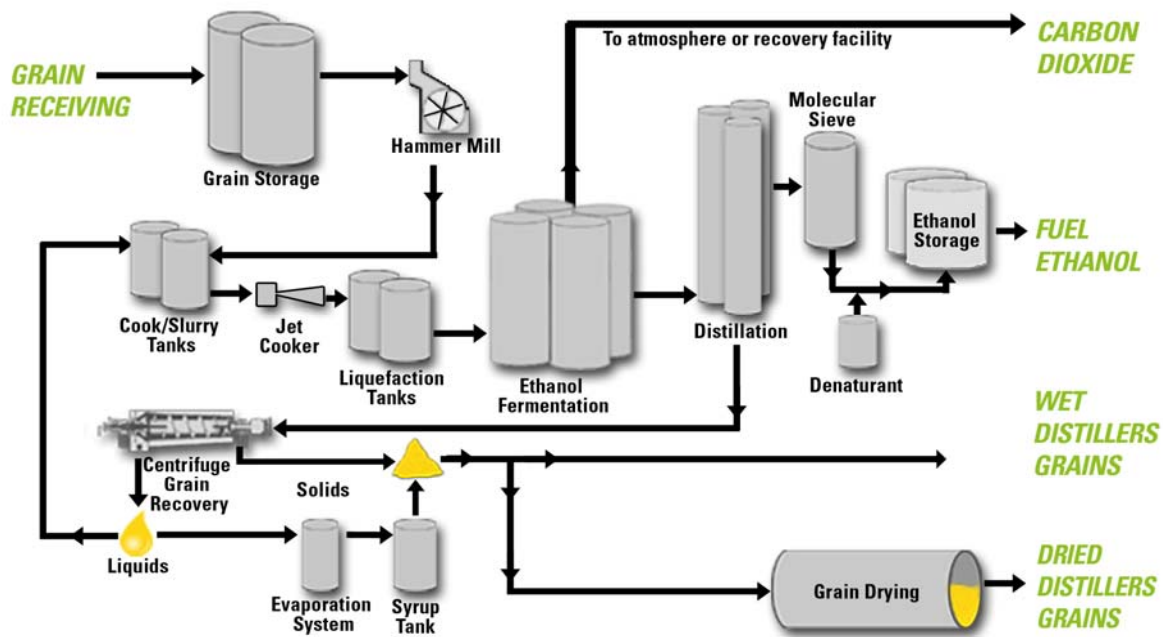 GRAIN
RECEIVING
Grain Storage
Hammer Mill
To atmosphere or recovery facility
CARBON
DIOXIDE
Molecular
Sieve
Ethanol
Storage
FUEL
ETHANOL
Cook/Slurry
Tanks
Jet
Cooker
Liquefaction
Tanks
Ethanol
Fermentation
Distillation
Denaturant
WET
DISTILLERS
GRAINS
Centrifuge
Grain
Recovery
Solids
Liquids
Evaporation
System
Syrup
Tank
Grain Drying
DRIED
DISTILLERS
GRAINS